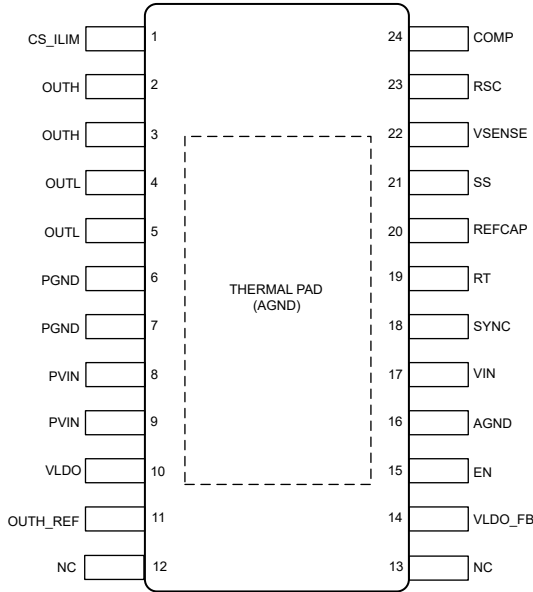 CS_ILIM 1 24 COMP
OUTH 2 23 RSC
OUTH 3 22 VSENSE
OUTL 4 21 SS
OUTL 5 20 REFCAP
PGND 6 19 RT
THERMAL PAD
(AGND)
PGND 7 18 SYNC
PVIN 8 17 VIN
PVIN 9 16 AGND
VLDO 10 15 EN
OUTH_REF 11 14 VLDO_FB
NC 12 13 NC